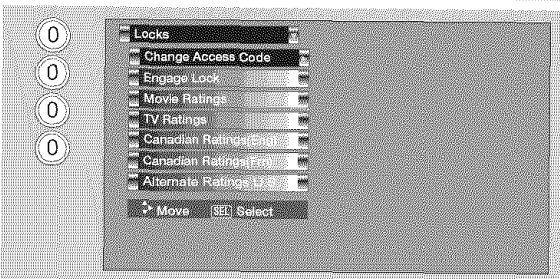 0
0
0
0
Locks
Change Access Code
Engage Lock
Movie Ratings
TV Ratings
Canadian Ratings(Eng)
Canadian Ratings(Frn)
Alternate Ratings U.S.
Move SEL Select